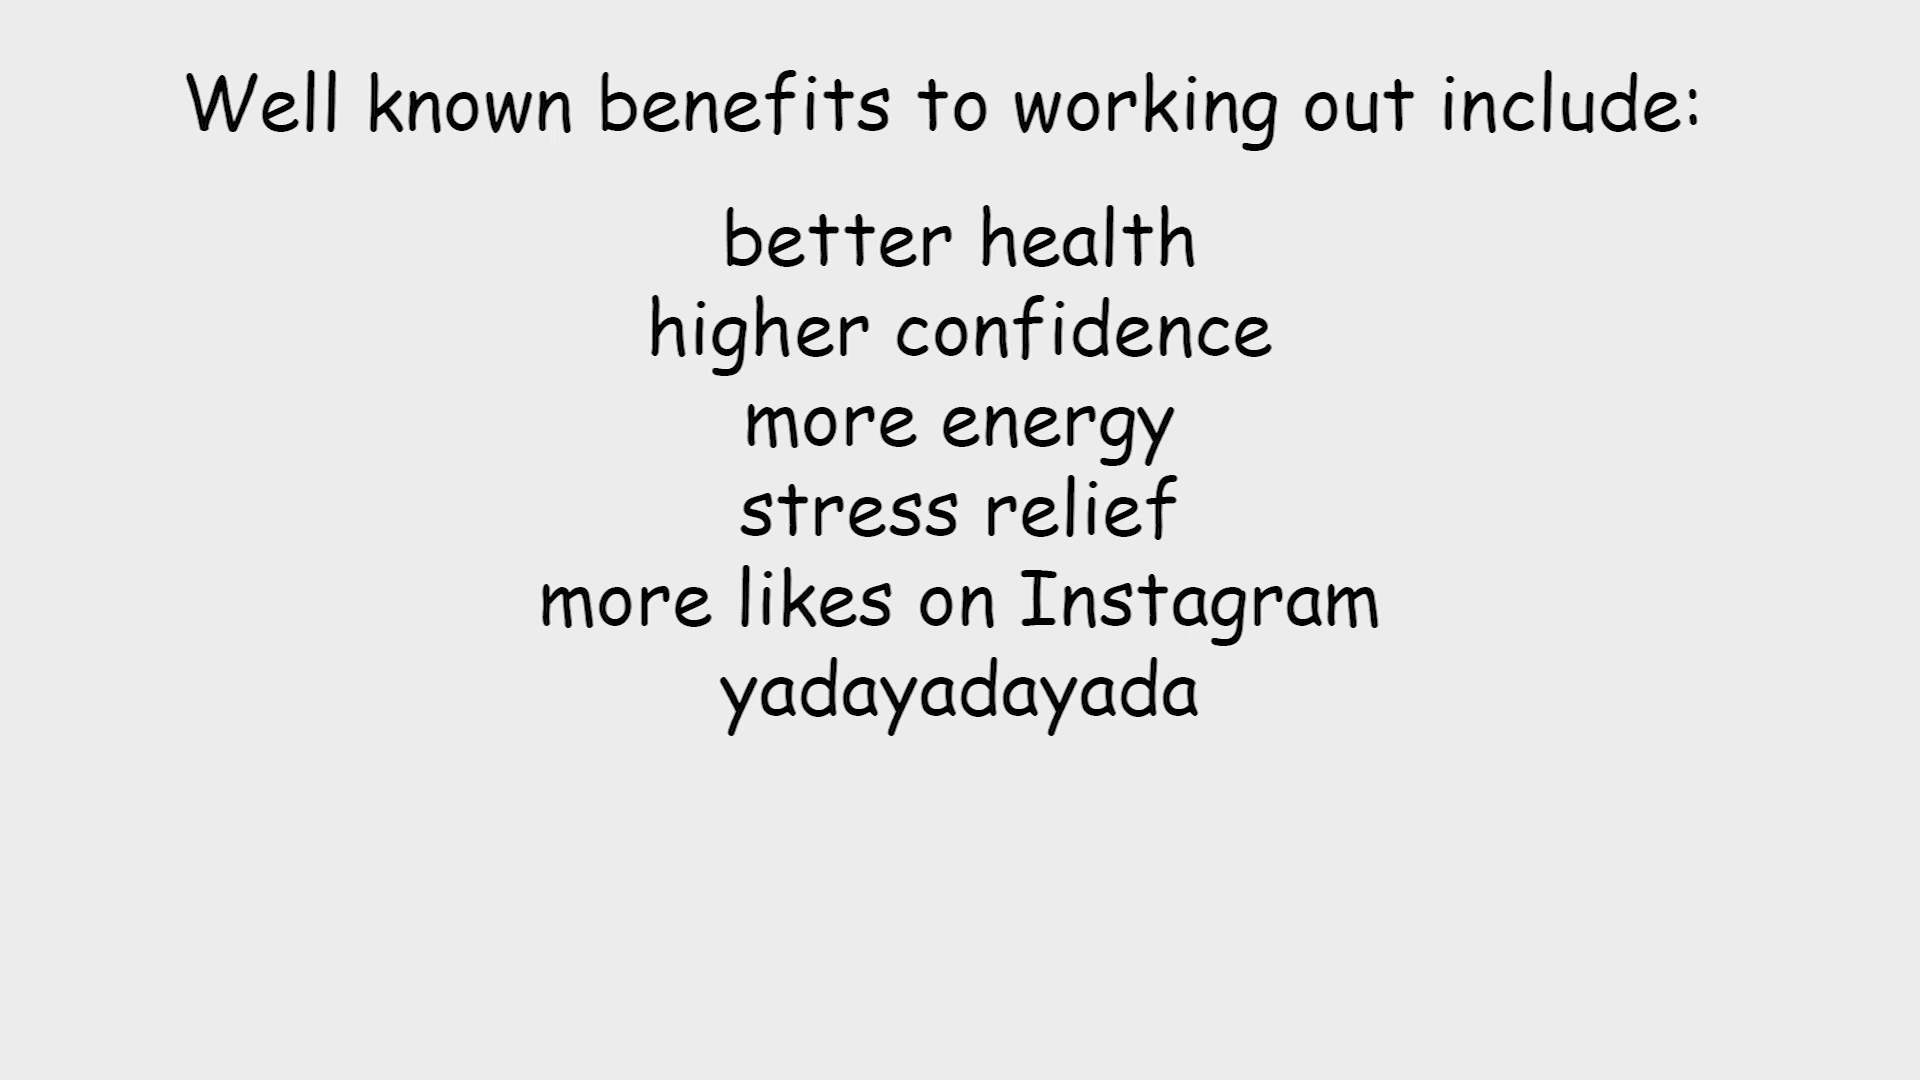 Well known benefits to working out include:
better health
higher confidence
more energy
stress relief
more likes on Instagram
yadayadayada